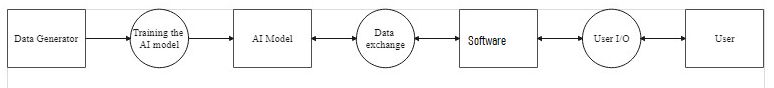 Data Generator
Training the
AI model
AI Model
Data
exchange
Software
User I/O
User